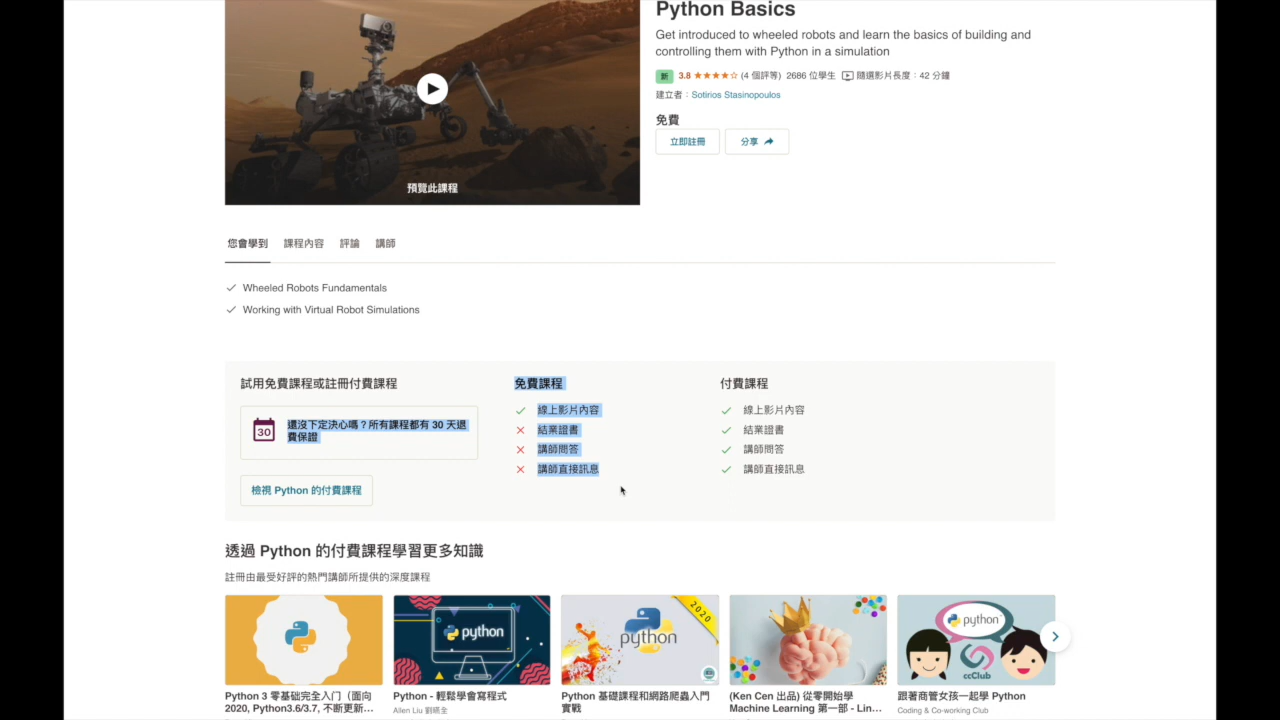 Python Basics
Get introduced to wheeled robots and learn the basics of building and
controlling them with Python in a simulation
新 3.8 (4 個評等) 2686 位學生 隨選影片長度：42 分鐘
建立者：Sotirios Stasinopoulos
免費
立即註冊 分享
預覽此課程
您會學到 課程內容 評論 講師
Wheeled Robots Fundamentals
Working with Virtual Robot Simulations
試用免費課程或註冊付費課程
30
還沒下定決心嗎？所有課程都有 30 天退
費保證
檢視 Python 的付費課程
免費課程
線上影片內容
結業證書
講師問答
講師直接訊息
付費課程
線上影片內容
結業證書
講師問答
講師直接訊息
透過 Python 的付費課程學習更多知識
註冊由最受好評的熱門講師所提供的深度課程
python
python
2020
python
ccClub
Python 3 零基础完全入门（面向
2020, Python3.6/3.7, 不断更新…
Python - 輕鬆學會寫程式
Allen Liu 劉曦全
Python 基礎課程和網路爬蟲入門
實戰
(Ken Cen 出品) 從零開始學
Machine Learning 第一部 - Lin…
跟著商管女孩一起學 Python
Coding & Co-working Club